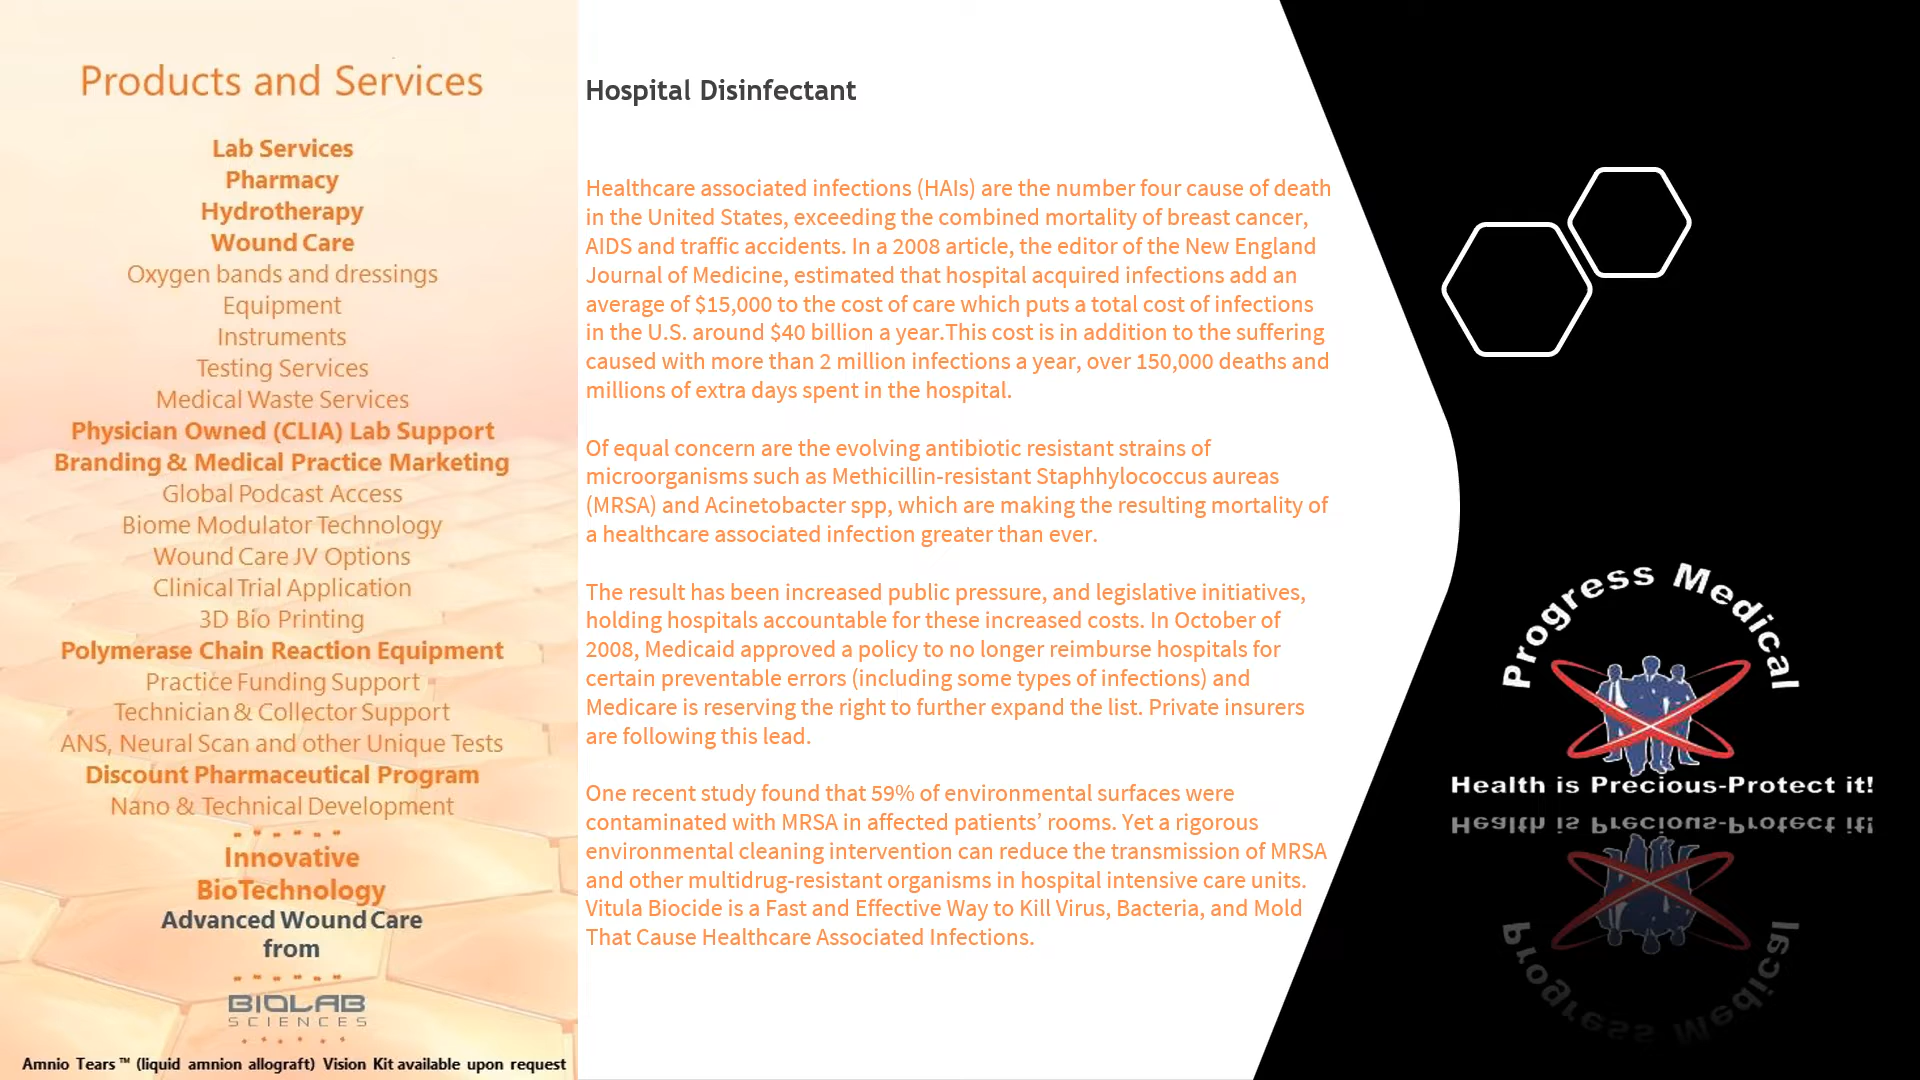 Products and Services
Lab Services
Pharmacy
Hydrotherapy
Wound Care
Oxygen bands and dressings
Equipment
Instruments
Testing Services
Medical Waste Services
Physician Owned (CLIA) Lab Support
Branding & Medical Practice Marketing
Global Podcast Access
Biome Modulator Technology
Wound Care JV Options
Clinical Trial Application
3D Bio Printing
Polymerase Chain Reaction Equipment
Practice Funding Support
Technician & Collector Support
ANS, Neural Scan and other Unique Tests
Discount Pharmaceutical Program
Nano & Technical Development
Innovative
BioTechnology
Advanced Wound Care
from
BIOLAB
SCIENCES
Amnio Tears™ (liquid amnion allograft) Vision Kit available upon request
Hospital Disinfectant
Healthcare associated infections (HAIs) are the number four cause of death
in the United States, exceeding the combined mortality of breast cancer,
AIDS and traffic accidents. In a 2008 article, the editor of the New England
Journal of Medicine, estimated that hospital acquired infections add an
average of $15,000 to the cost of care which puts a total cost of infections
in the U.S. around $40 billion a year.This cost is in addition to the suffering
caused with more than 2 million infections a year, over 150,000 deaths and
millions of extra days spent in the hospital.
Of equal concern are the evolving antibiotic resistant strains of
microorganisms such as Methicillin-resistant Staphhylococcus aureas
(MRSA) and Acinetobacter spp, which are making the resulting mortality of
a healthcare associated infection greater than ever.
The result has been increased public pressure, and legislative initiatives,
holding hospitals accountable for these increased costs. In October of
2008, Medicaid approved a policy to no longer reimburse hospitals for
certain preventable errors (including some types of infections) and
Medicare is reserving the right to further expand the list. Private insurers
are following this lead.
One recent study found that 59% of environmental surfaces were
contaminated with MRSA in affected patients’ rooms. Yet a rigorous
environmental cleaning intervention can reduce the transmission of MRSA
and other multidrug-resistant organisms in hospital intensive care units.
Vitula Biocide is a Fast and Effective Way to Kill Virus, Bacteria, and Mold
That Cause Healthcare Associated Infections.
Progress Medical
Health is Precious-Protect it!
Health is Precious-Protect it!
Progress Medical